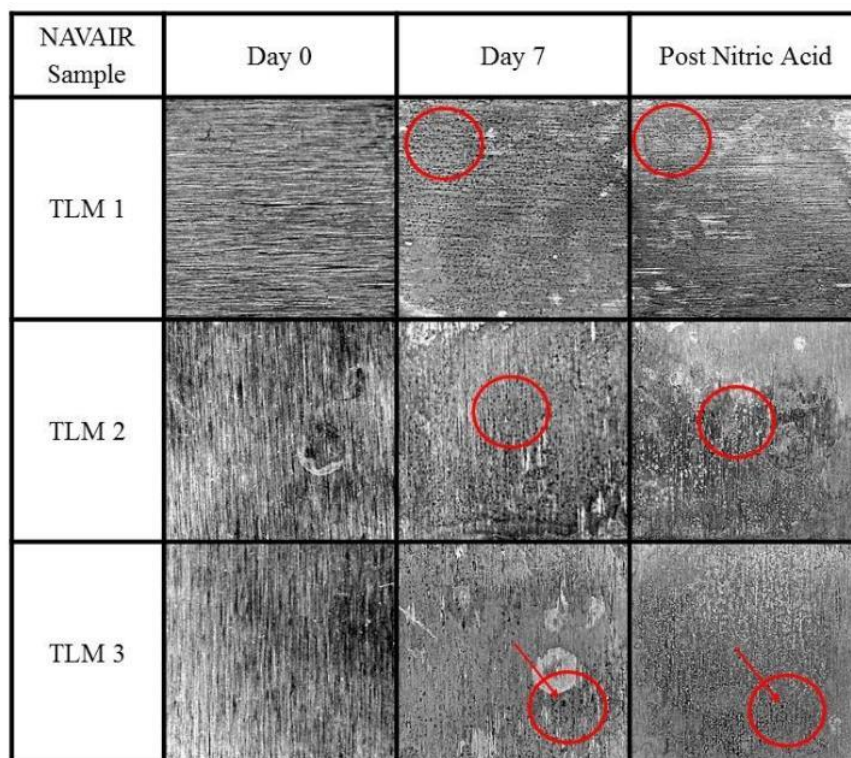 NAVAIR
Sample
Day 0
Day 7
Post Nitric Acid
TLM 1
TLM 2
TLM 3